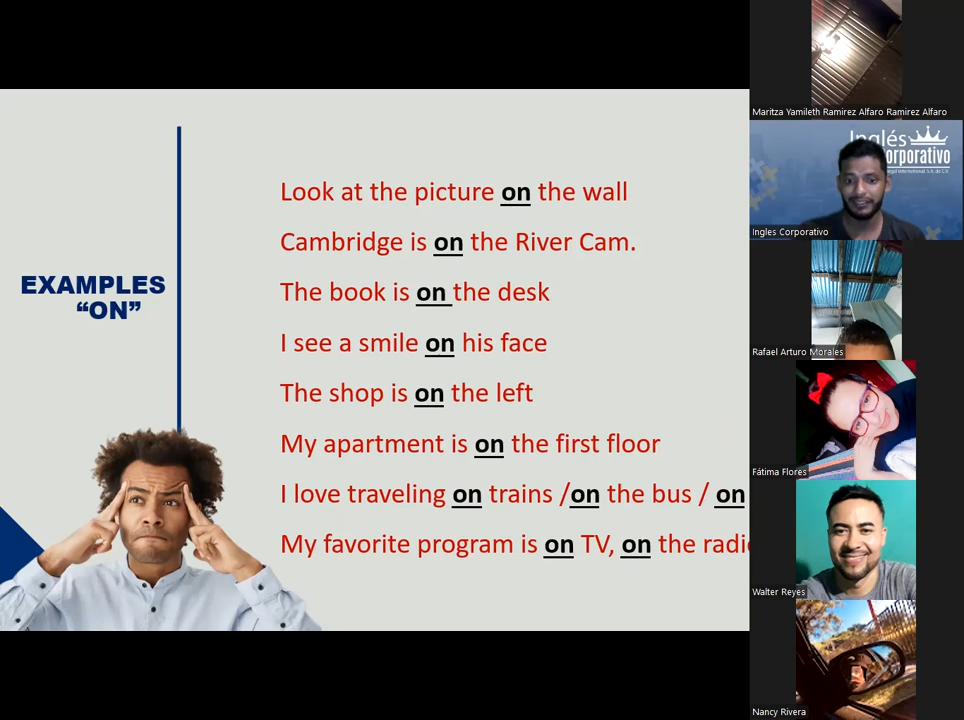 EXAMPLES
“ON”
Look at the picture on the wall
Cambridge is on the River Cam.
The book is on the desk
I see a smile on his face
The shop is on the left
My apartment is on the first floor
I love traveling on trains /on the bus / on
My favorite program is on TV, on the radio
Maritza Yamileth Ramirez Alfaro Ramirez Alfaro
Inglés
Corporativo
Ingles Corporativo
Rafael Arturo Morales
Fátima Flores
Walter Reyes
Nancy Rivera